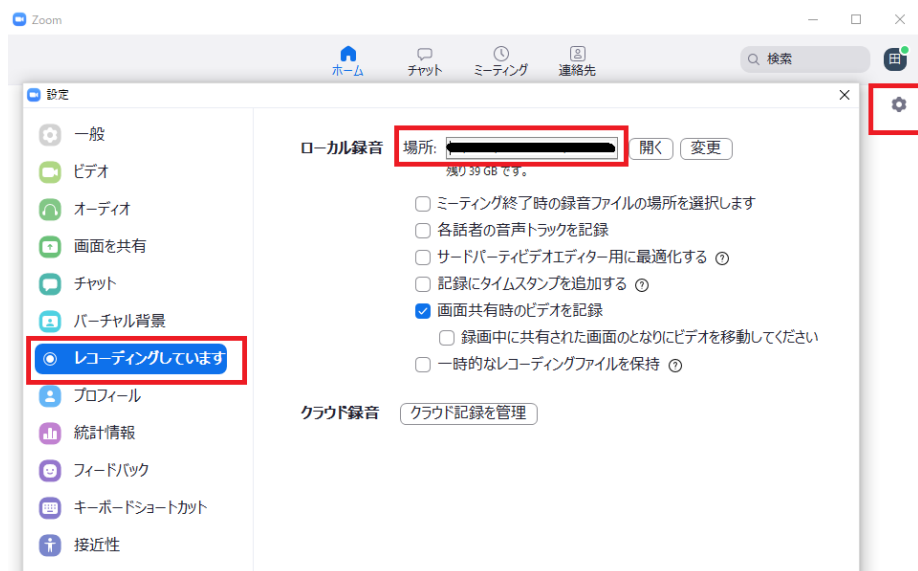 Zoom
ホーム チャット ミーティング 連絡先 検索 田
設定
一般
ビデオ
オーディオ
画面を共有
チャット
バーチャル背景
レコーディングしています
プロフィール
統計情報
フィードバック
キーボードショートカット
接近性
ローカル録音 場所: 開く 変更
残り 39 GB です。
ミーティング終了時の録音ファイルの場所を選択します
各話者の音声トラックを記録
サードパーティビデオエディター用に最適化する
記録にタイムスタンプを追加する
画面共有時のビデオを記録
録画中に共有された画面のとなりにビデオを移動してください
一時的なレコーディングファイルを保持
クラウド録音 クラウド記録を管理